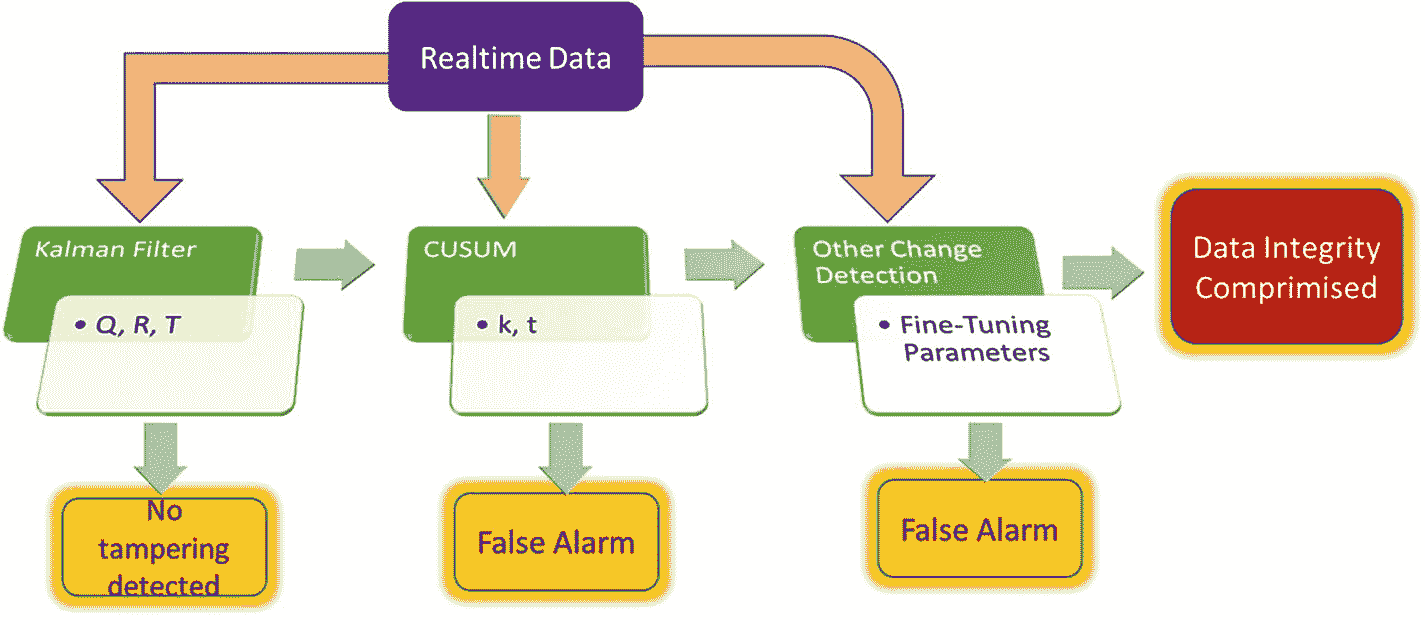 Realtime Data
Kalman Filter
• Q, R, T
CUSUM
• k, t
Other Change
Detection
• Fine-Tuning
Parameters
Data Integrity
Comprimised
No
tampering
detected
False Alarm
False Alarm